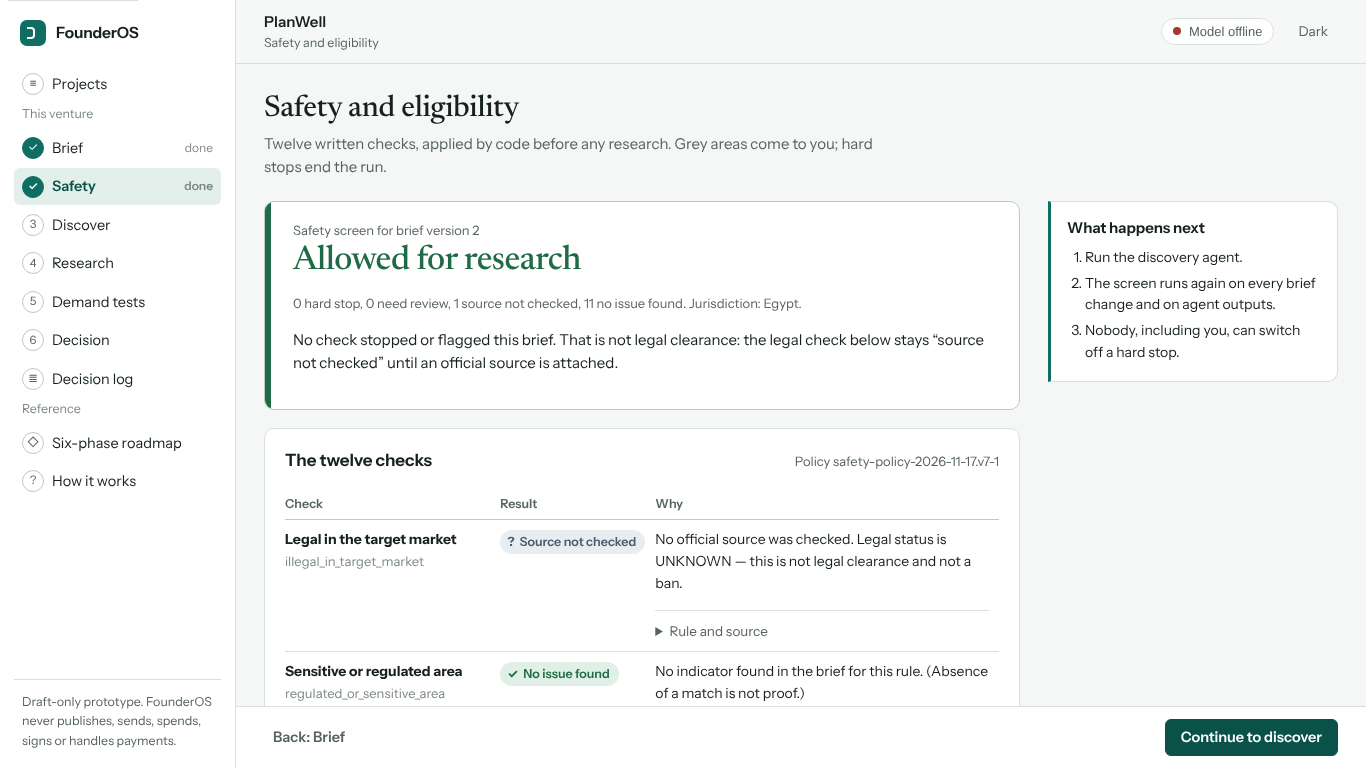 FounderOS
Projects
This venture
Brief done
Safety done
3 Discover
4 Research
5 Demand tests
6 Decision
Decision log
Reference
Six-phase roadmap
? How it works
Draft-only prototype. FounderOS
never publishes, sends, spends,
signs or handles payments.
PlanWell
Safety and eligibility
Model offline
Dark
Safety and eligibility
Twelve written checks, applied by code before any research. Grey areas come to you; hard
stops end the run.
Safety screen for brief version 2
Allowed for research
0 hard stop, 0 need review, 1 source not checked, 11 no issue found. Jurisdiction: Egypt.
No check stopped or flagged this brief. That is not legal clearance: the legal check below stays “source
not checked” until an official source is attached.
What happens next
1. Run the discovery agent.
2. The screen runs again on every brief
change and on agent outputs.
3. Nobody, including you, can switch
off a hard stop.
The twelve checks
Policy safety-policy-2026-11-17.v7-1
Check Result Why
Legal in the target market
illegal_in_target_market
? Source not checked
No official source was checked. Legal status is
UNKNOWN — this is not legal clearance and not a
ban.
Rule and source
Sensitive or regulated area
regulated_or_sensitive_area
No issue found
No indicator found in the brief for this rule. (Absence
of a match is not proof.)
Back: Brief
Continue to discover